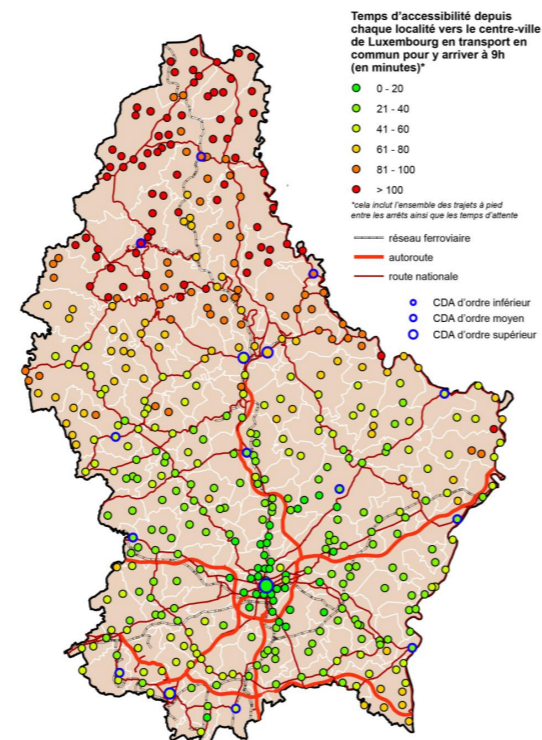 Temps d'accessibilité depuis
chaque localité vers le centre-ville
de Luxembourg en transport en
commun pour y arriver à 9h
(en minutes)*
0 - 20
21 - 40
41 - 60
61 - 80
81 - 100
> 100
*cela inclut l'ensemble des trajets à pied
entre les arrêts ainsi que les temps d'attente
réseau ferroviaire
autoroute
route nationale
CDA d'ordre inférieur
CDA d'ordre moyen
CDA d'ordre supérieur